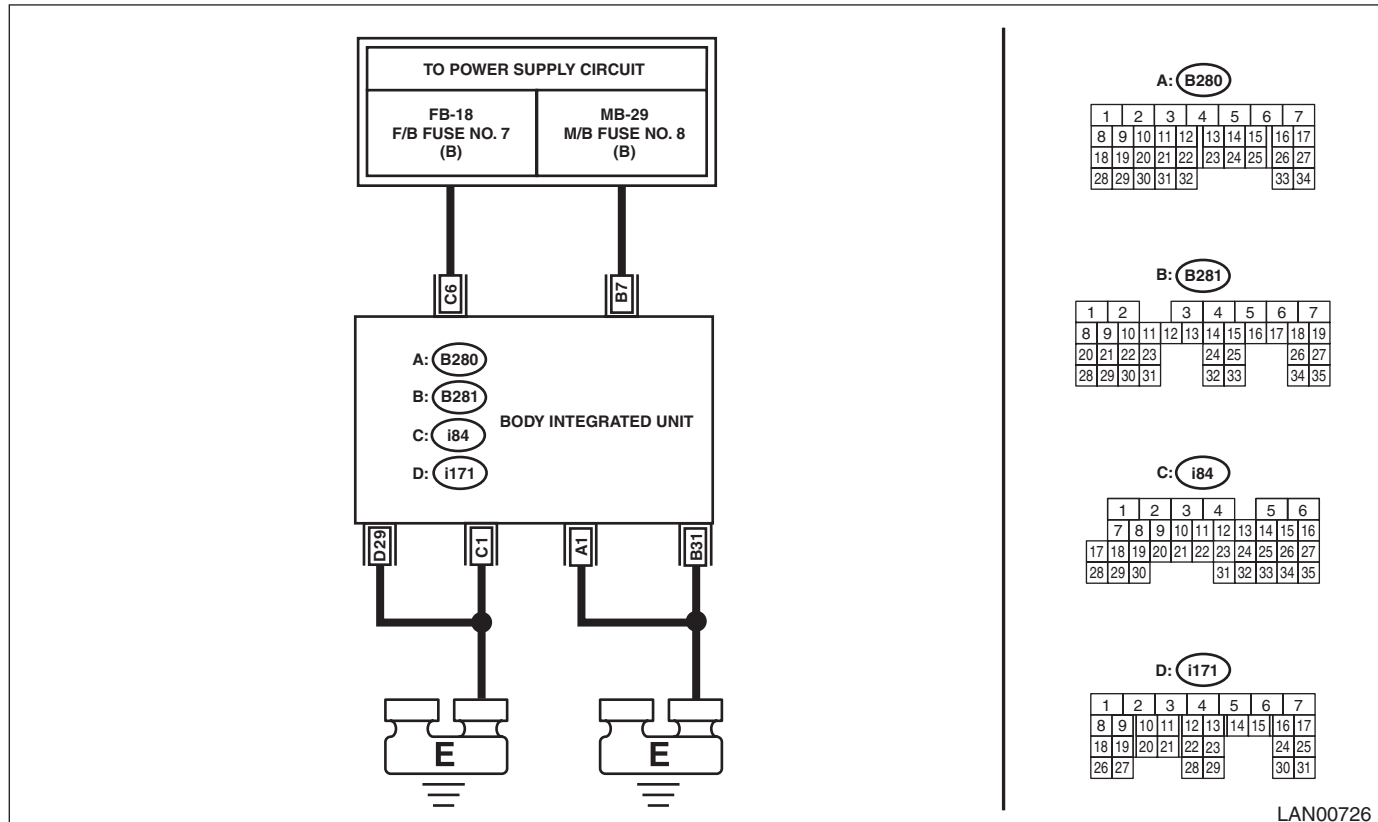 TO POWER SUPPLY CIRCUIT
FB-18
F/B FUSE NO. 7
(B)
MB-29
M/B FUSE NO. 8
(B)
C6
B7
A: B280
B: B281
C: i84
D: i171
BODY INTEGRATED UNIT
D29
C1
A1
B31
E
E
A: B280
1 2 3 4 5 6 7
8 9 10 11 12 13 14 15 16 17
18 19 20 21 22 23 24 25 26 27
28 29 30 31 32 33 34
B: B281
1 2 3 4 5 6 7
8 9 10 11 12 13 14 15 16 17 18 19
20 21 22 23 24 25 26 27
28 29 30 31 32 33 34 35
C: i84
1 2 3 4 5 6
7 8 9 10 11 12 13 14 15 16
17 18 19 20 21 22 23 24 25 26 27
28 29 30 31 32 33 34 35
D: i171
1 2 3 4 5 6 7
8 9 10 11 12 13 14 15 16 17
18 19 20 21 22 23 24 25
26 27 28 29 30 31
LAN00726